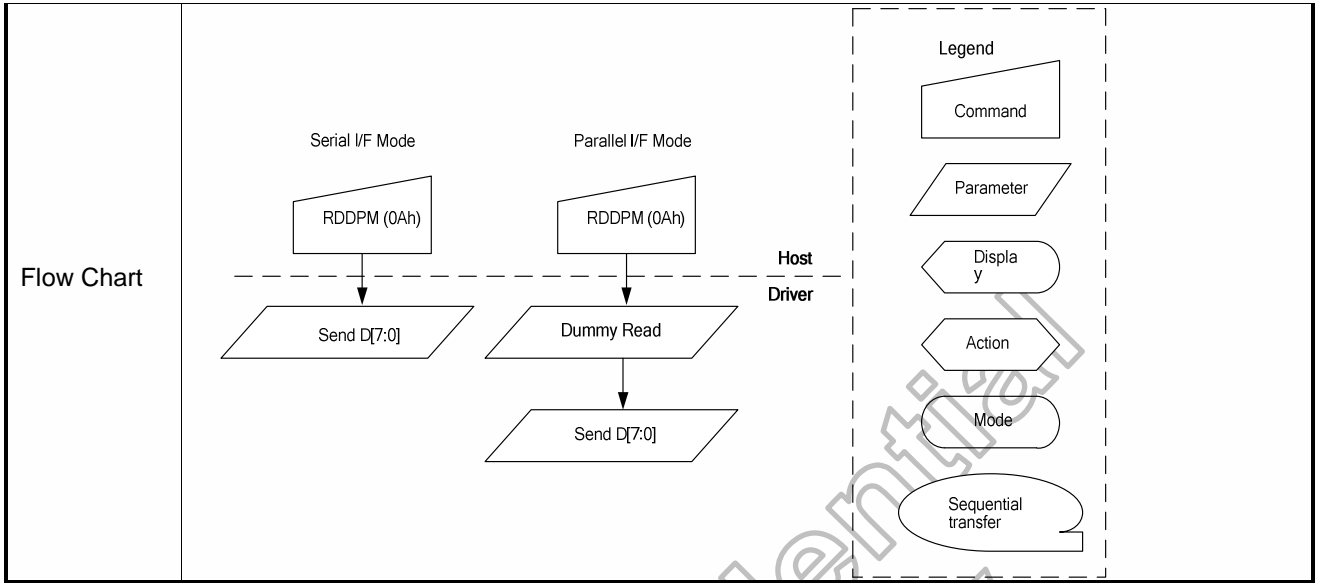 Flow Chart
Serial I/F Mode
RDDPM (0Ah)
Send D[7:0]
Parallel I/F Mode
RDDPM (0Ah)
Dummy Read
Send D[7:0]
Host
Driver
Legend
Command
Parameter
Displa
y
Action
Mode
Sequential
transfer
dential